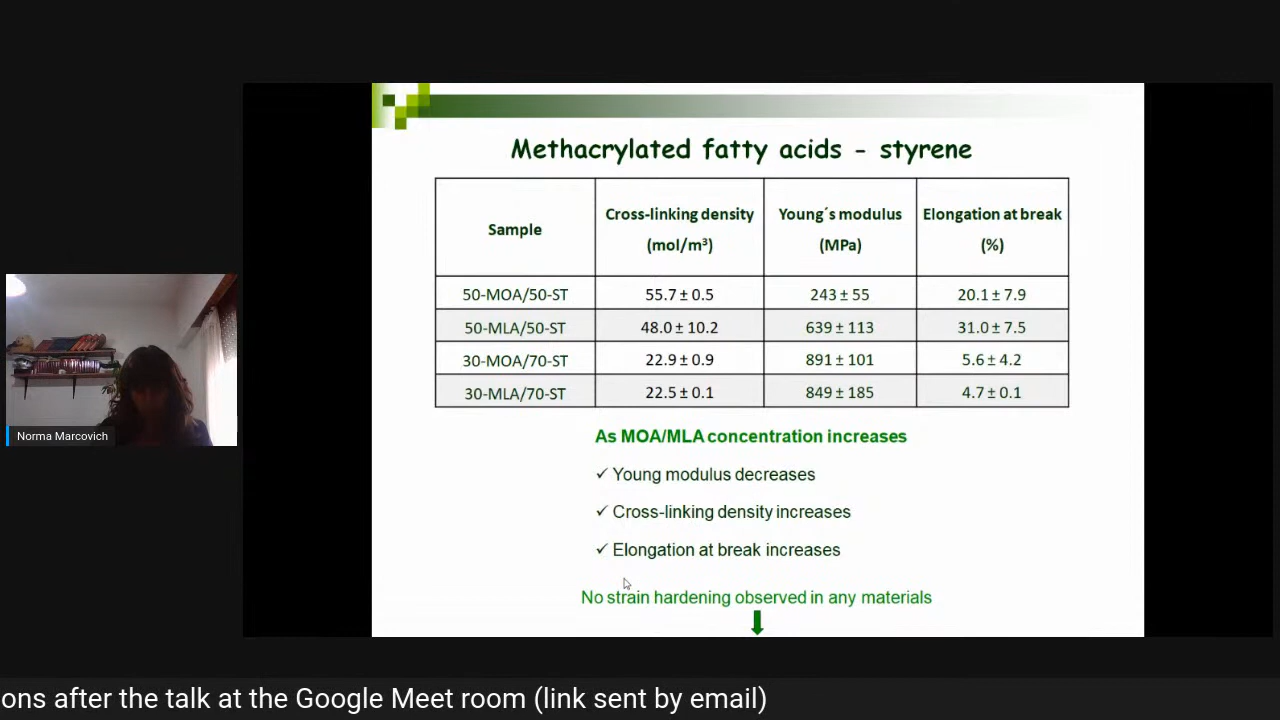 Methacrylated fatty acids - styrene
Sample
Cross-linking density
(mol/m³)
Young´s modulus
(MPa)
Elongation at break
(%)
50-MOA/50-ST 55.7 ± 0.5 243 ± 55 20.1 ± 7.9
50-MLA/50-ST 48.0 ± 10.2 639 ± 113 31.0 ± 7.5
30-MOA/70-ST 22.9 ± 0.9 891 ± 101 5.6 ± 4.2
30-MLA/70-ST 22.5 ± 0.1 849 ± 185 4.7 ± 0.1
As MOA/MLA concentration increases
✓ Young modulus decreases
✓ Cross-linking density increases
✓ Elongation at break increases
No strain hardening observed in any materials
Norma Marcovich
ons after the talk at the Google Meet room (link sent by email)